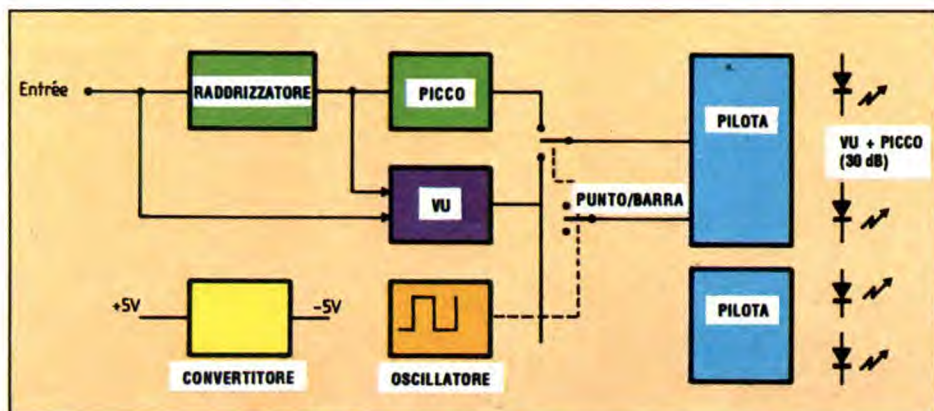 Entrée
RADDRIZZATORE
PICCO
PILOTA
VU + PICCO
(30 dB)
VU
PUNTO/BARRA
+5V
-5V
CONVERTITORE
OSCILLATORE
PILOTA